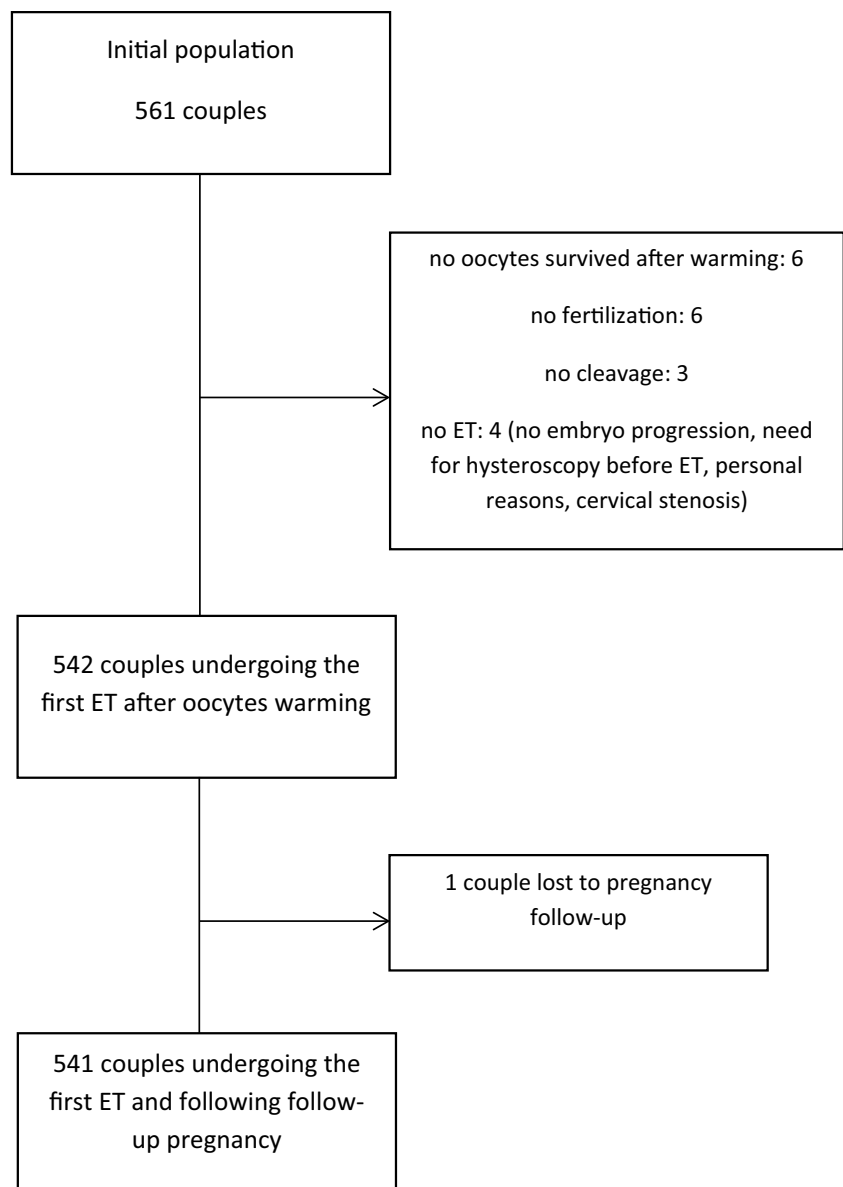 Initial population
561 couples
no oocytes survived after warming: 6
no fertilization: 6
no cleavage: 3
no ET: 4 (no embryo progression, need
for hysteroscopy before ET, personal
reasons, cervical stenosis)
542 couples undergoing the
first ET after oocytes warming
1 couple lost to pregnancy
follow-up
541 couples undergoing the
first ET and following follow-
up pregnancy